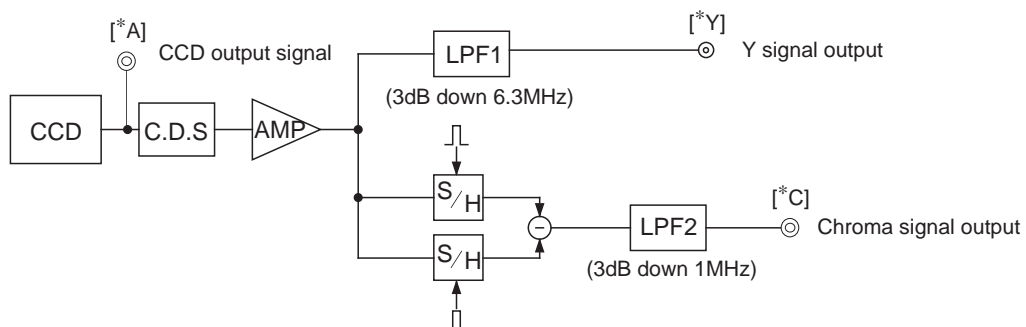 [*A]
CCD output signal
[*Y]
Y signal output
LPF1
(3dB down 6.3MHz)
CCD
C.D.S
AMP
S/H
[*C]
Chroma signal output
LPF2
(3dB down 1MHz)
S/H